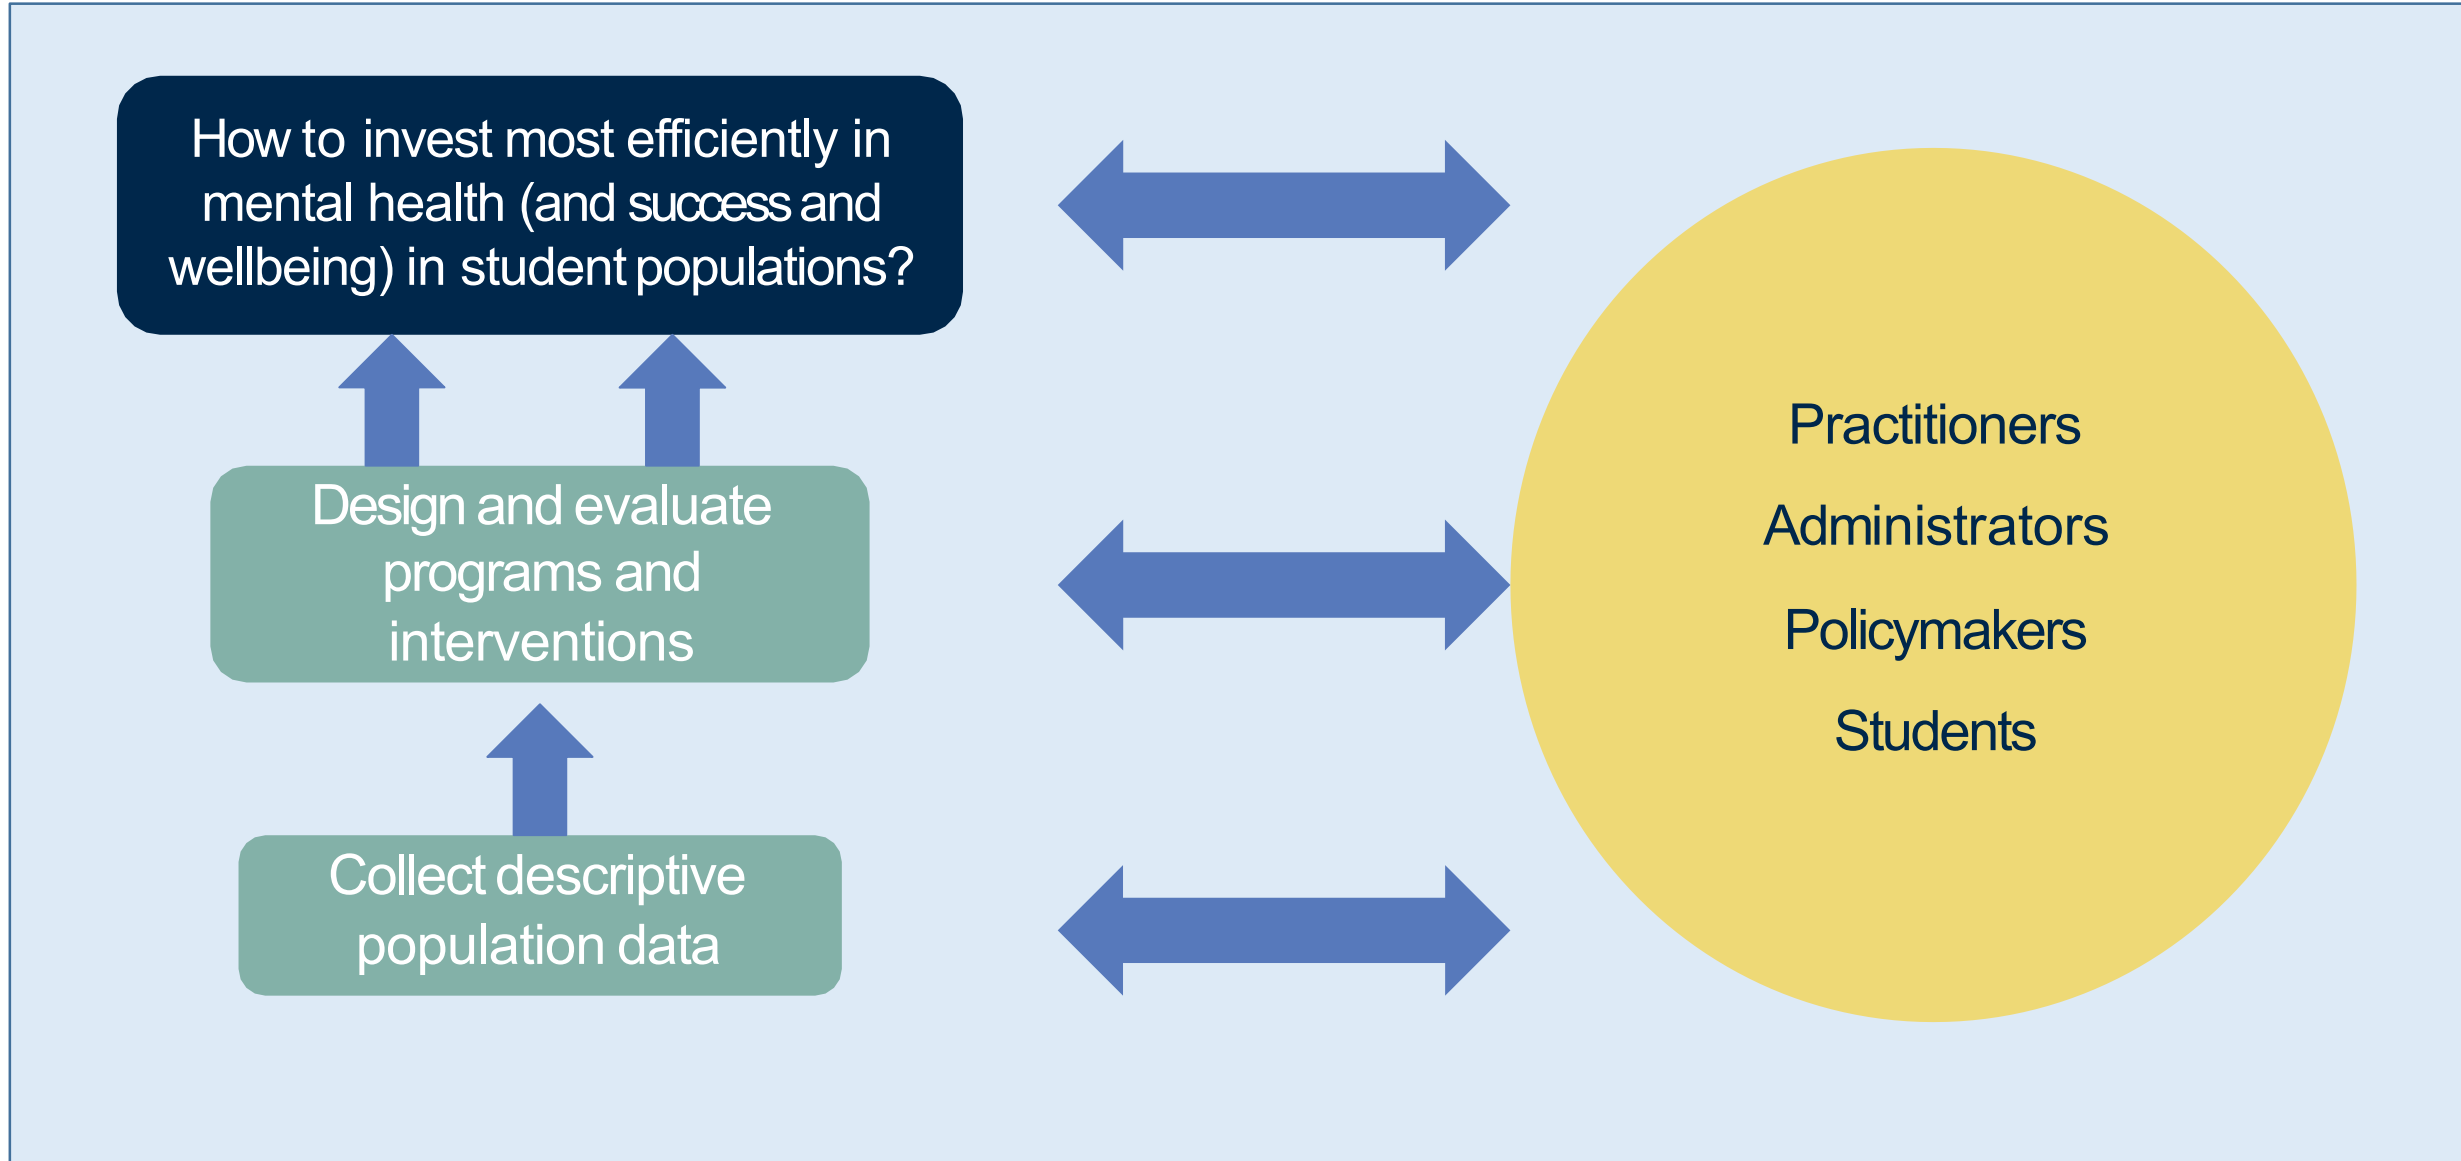 How to invest most efficiently in
mental health (and success and
wellbeing) in student populations?
Design and evaluate
programs and
interventions
Collect descriptive
population data
Practitioners
Administrators
Policymakers
Students